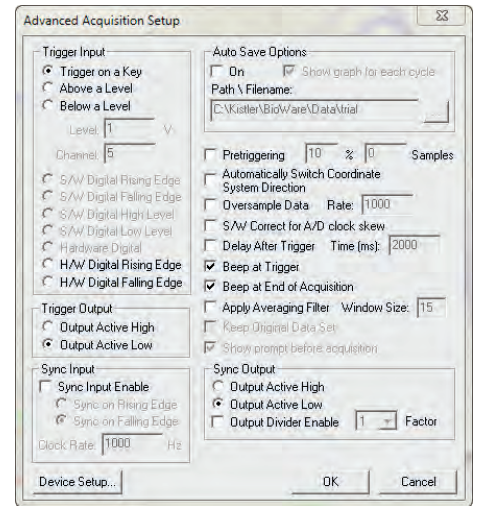 Advanced Acquisition Setup
Trigger Input
Trigger on a Key
Above a Level
Below a Level
Level: 1 V
Channel: 5
S/W Digital Rising Edge
S/W Digital Falling Edge
S/W Digital High Level
S/W Digital Low Level
Hardware Digital
H/W Digital Rising Edge
H/W Digital Falling Edge
Trigger Output
Output Active High
Output Active Low
Sync Input
Sync Input Enable
Sync on Rising Edge
Sync on Falling Edge
Clock Rate: 1000 Hz
Device Setup...
Auto Save Options
On Show graph for each cycle
Path \ Filename:
C:\Kistler\BioWare\Data\trial
Pretriggering 10 % 0 Samples
Automatically Switch Coordinate
System Direction
Oversample Data Rate: 1000
S/W Correct for A/D clock skew
Delay After Trigger Time (ms): 2000
Beep at Trigger
Beep at End of Acquisition
Apply Averaging Filter Window Size: 15
Keep Original Data Set
Show prompt before acquisition
Sync Output
Output Active High
Output Active Low
Output Divider Enable 1 Factor
OK Cancel